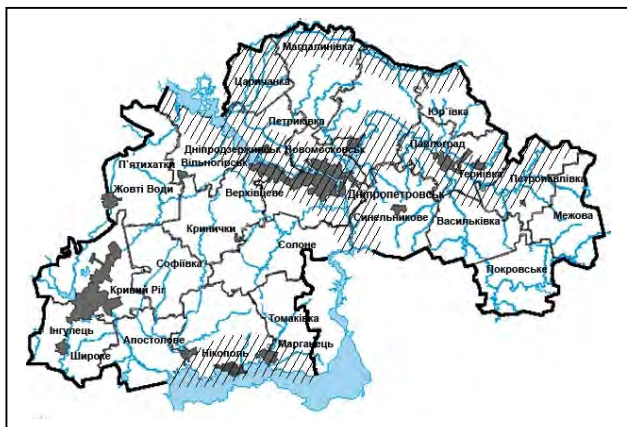 Магдалинівка
Царичанка
Юр`ївка
Петриківка
Дніпродзержинськ
Новомосковськ
Павлоград
Вільногірськ
П`ятихатки
Тернівка
Петропавлівка
Жовті Води
Верхівцеве
Дніпропетровськ
Синельникове
Васильківка
Межова
Кринички
Солоне
Софіївка
Покровське
Кривий Ріг
Томаківка
Інгулець
Апостолове
Марганець
Широке
Нікополь